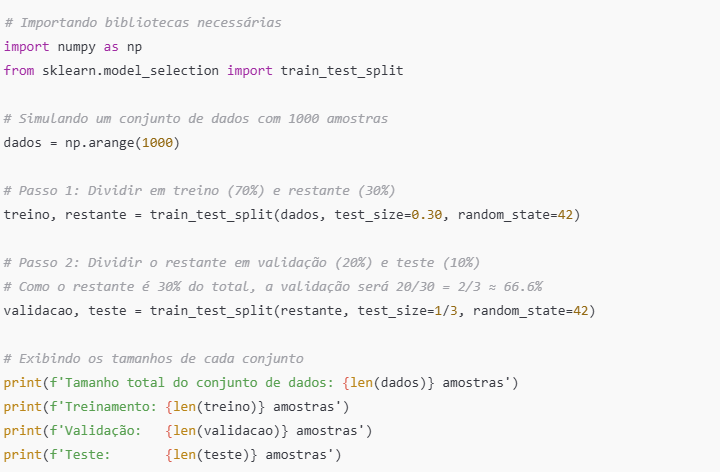 # Importando bibliotecas necessárias
import numpy as np
from sklearn.model_selection import train_test_split
# Simulando um conjunto de dados com 1000 amostras
dados = np.arange(1000)
# Passo 1: Dividir em treino (70%) e restante (30%)
treino, restante = train_test_split(dados, test_size=0.30, random_state=42)
# Passo 2: Dividir o restante em validação (20%) e teste (10%)
# Como o restante é 30% do total, a validação será 20/30 = 2/3 ≈ 66.6%
validacao, teste = train_test_split(restante, test_size=1/3, random_state=42)
# Exibindo os tamanhos de cada conjunto
print(f'Tamanho total do conjunto de dados: {len(dados)} amostras')
print(f'Treinamento: {len(treino)} amostras')
print(f'Validação:   {len(validacao)} amostras')
print(f'Teste:       {len(teste)} amostras')